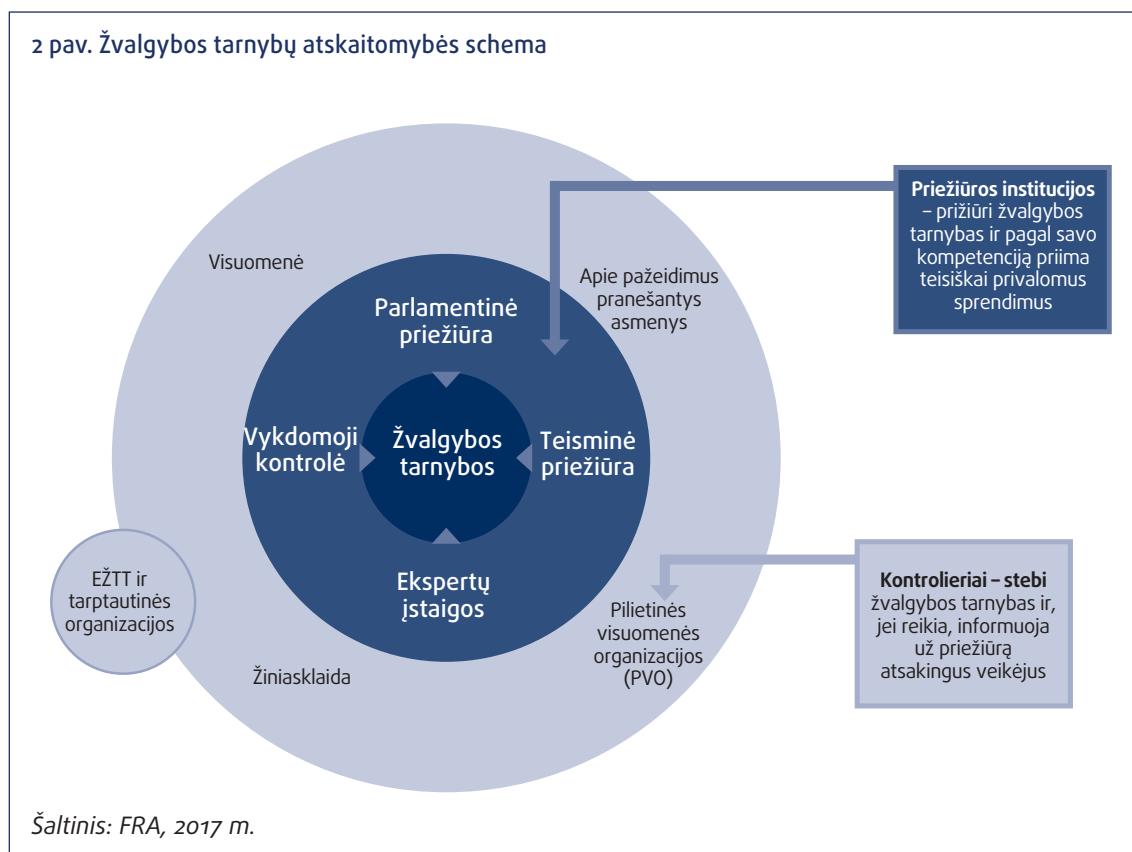 2 pav. Žvalgybos tarnybų atskaitomybės schema
Priežiūros institucijos
– prižiūri žvalgybos
tarnybas ir pagal savo
kompetenciją priima
teisiškai privalomus
sprendimus
Visuomenė
Apie pažeidimus
pranešantys
asmenys
Parlamentinė
priežiūra
Vykdomoji
kontrolė
Žvalgybos
tarnybos
Teisminė
priežiūra
Ekspertų
įstaigos
EŽTT ir
tarptautinės
organizacijos
Kontrolieriai – stebi
žvalgybos tarnybas ir,
jei reikia, informuoja
už priežiūrą
atsakingus veikėjus
Pilietinės
visuomenės
organizacijos
(PVO)
Žiniasklaida
Šaltinis: FRA, 2017 m.